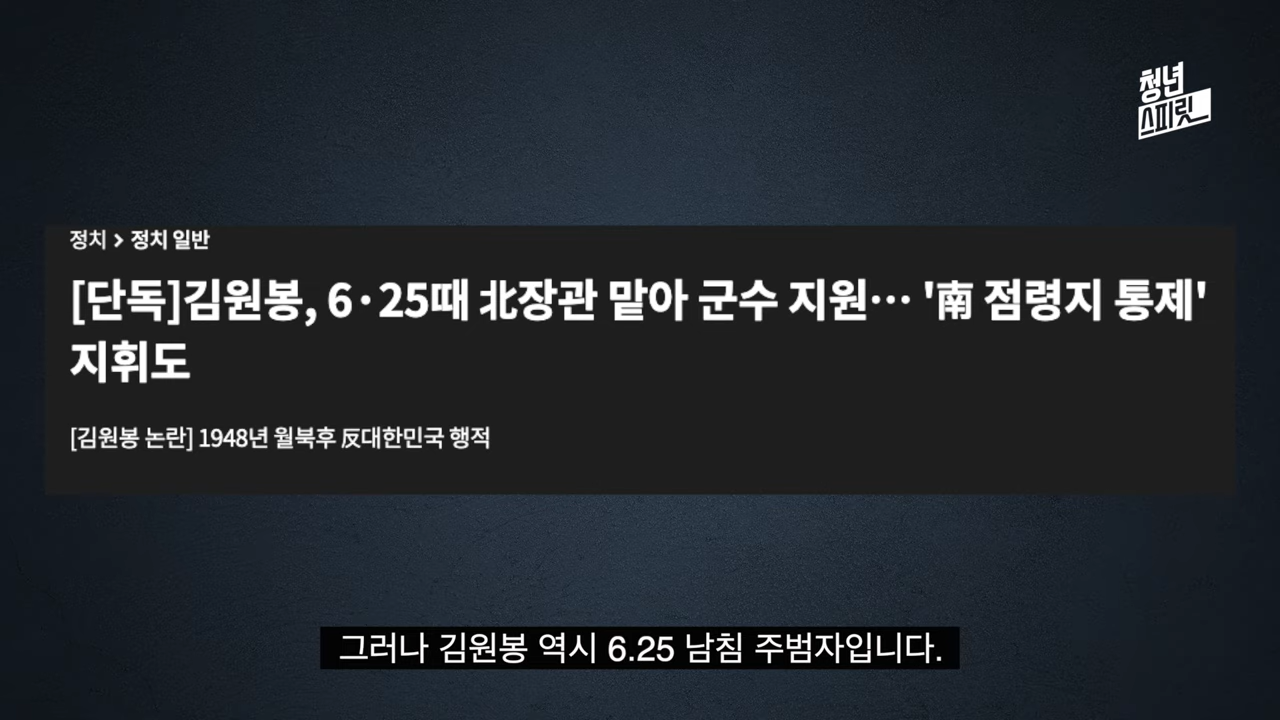 청년
스피릿
정치 > 정치 일반
[단독]김원봉, 6·25때 北장관 맡아 군수 지원… '南 점령지 통제'
지휘도
[김원봉 논란] 1948년 월북후 反대한민국 행적
그러나 김원봉 역시 6.25 남침 주범자입니다.